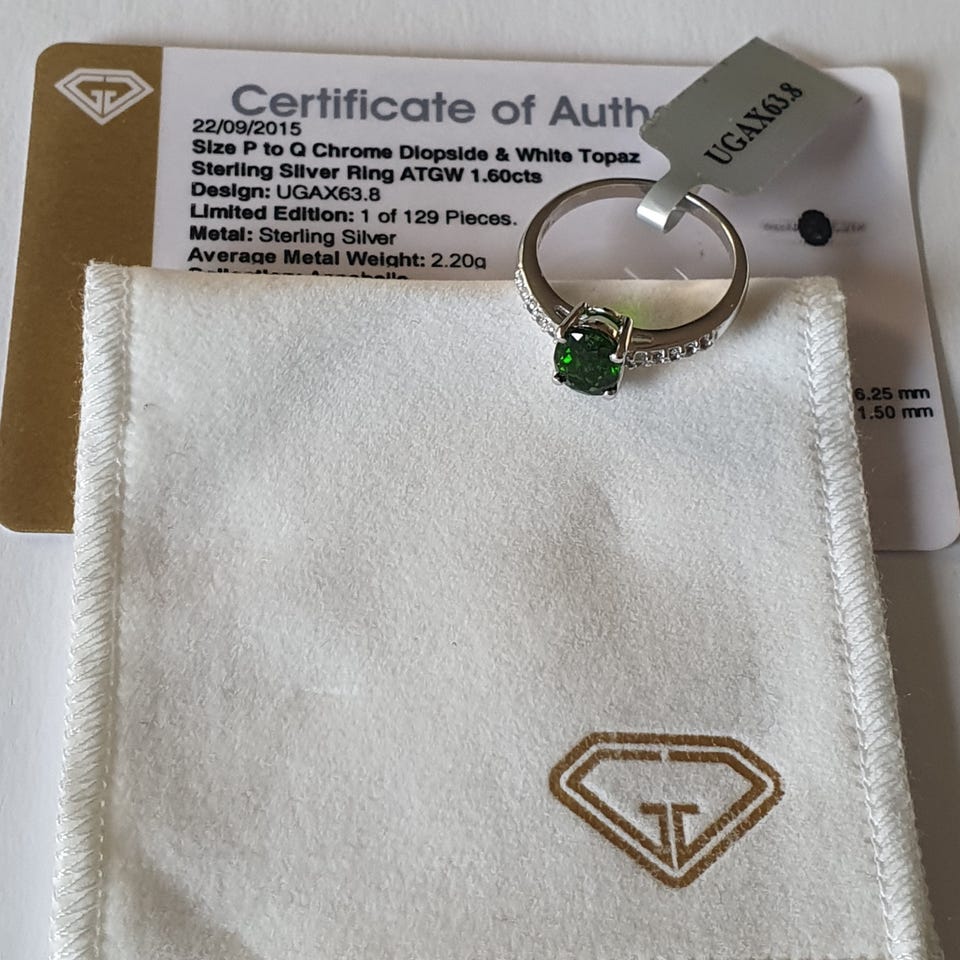 Certificate of Auth
22/09/2015
Size P to Q Chrome Diopside & White Topaz
Sterling Silver Ring ATGW 1.60cts
Design: UGAX63.8
Limited Edition: 1 of 129 Pieces.
Metal: Sterling Silver
Average Metal Weight: 2.20g
UGAX63.8
6.25 mm
1.50 mm